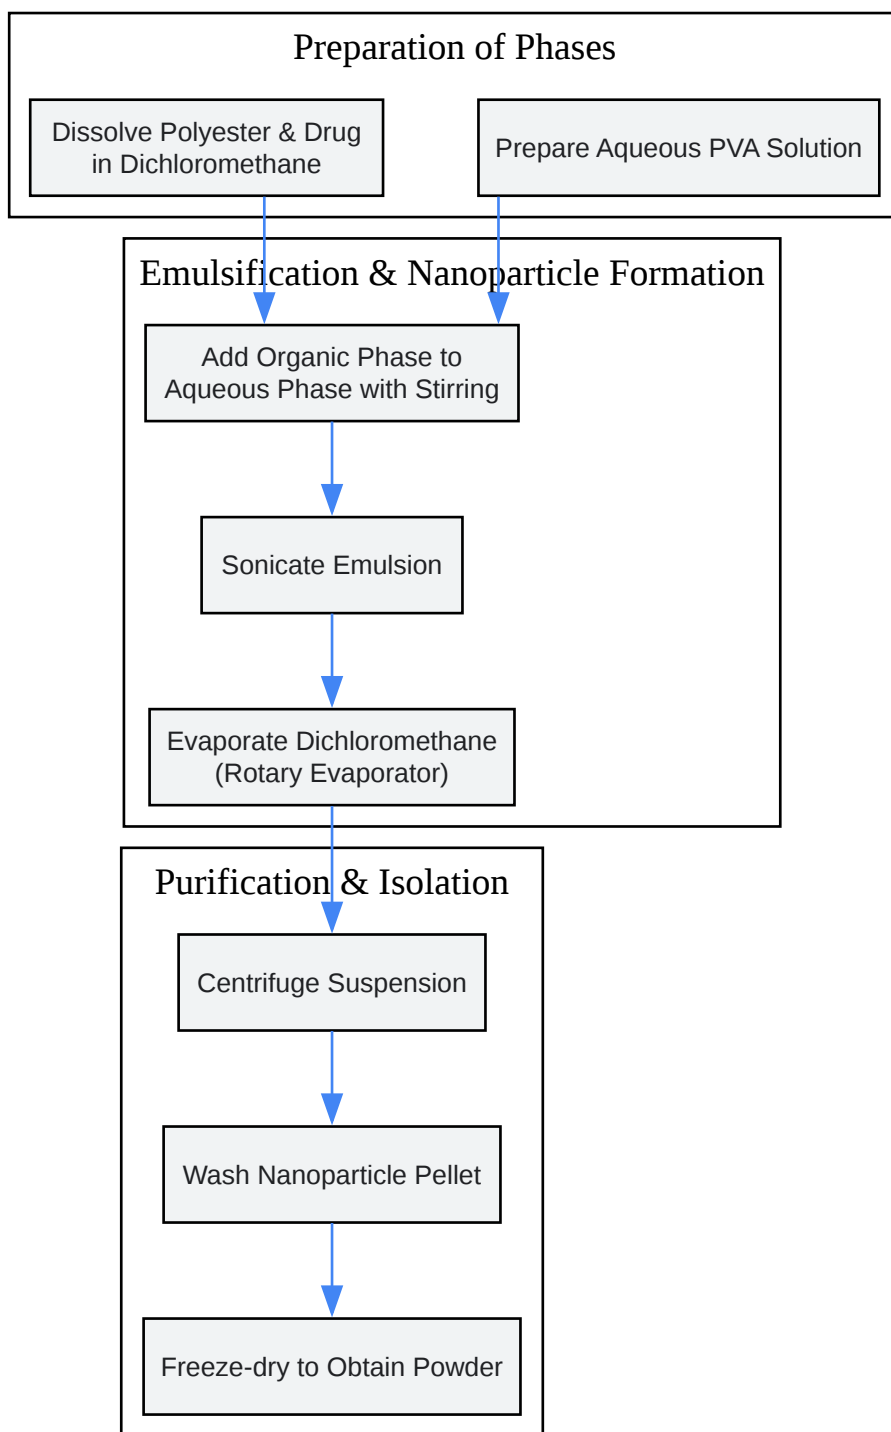 Preparation of Phases
Dissolve Polyester & Drug
in Dichloromethane
Prepare Aqueous PVA Solution
Emulsification & Nanoparticle Formation
Add Organic Phase to
Aqueous Phase with Stirring
Sonicate Emulsion
Evaporate Dichloromethane
(Rotary Evaporator)
Purification & Isolation
Centrifuge Suspension
Wash Nanoparticle Pellet
Freeze-dry to Obtain Powder